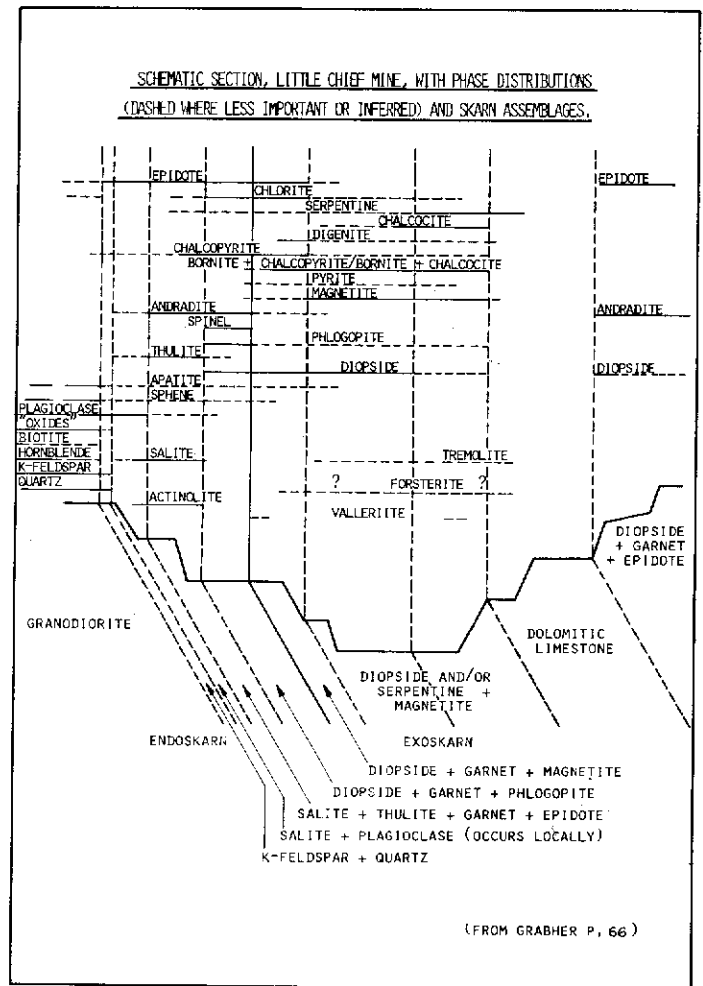 SCHEMATIC SECTION, LITTLE CHIEF MINE, WITH PHASE DISTRIBUTIONS
(DASHED WHERE LESS IMPORTANT OR INFERRED) AND SKARN ASSEMBLAGES.
EPIDOTE EPIDOTE
CHLORITE
SERPENTINE
CHALCOCITE
DIGENITE
CHALCOPYRITE
BORNITE + CHALCOPYRITE/BORNITE + CHALCOCITE
PYRITE
MAGNETITE
ANDRADITE ANDRADITE
SPINEL
PHLOGOPITE
THULITE
DIOPSIDE DIOPSIDE
APATITE
SPHENE
PLAGIOCLASE
"OXIDES"
BIOTITE
HORNBLENDE SALITE TREMOLITE
K-FELDSPAR
QUARTZ ? FORSTERITE ?
ACTINOLITE
VALLERIITE
DIOPSIDE
+ GARNET
+ EPIDOTE
GRANODIORITE
DOLOMITIC
LIMESTONE
DIOPSIDE AND/OR
SERPENTINE +
MAGNETITE
ENDOSKARN EXOSKARN
DIOPSIDE + GARNET + MAGNETITE
DIOPSIDE + GARNET + PHLOGOPITE
SALITE + THULITE + GARNET + EPIDOTE
SALITE + PLAGIOCLASE (OCCURS LOCALLY)
K-FELDSPAR + QUARTZ
(FROM GRABHER P. 66)